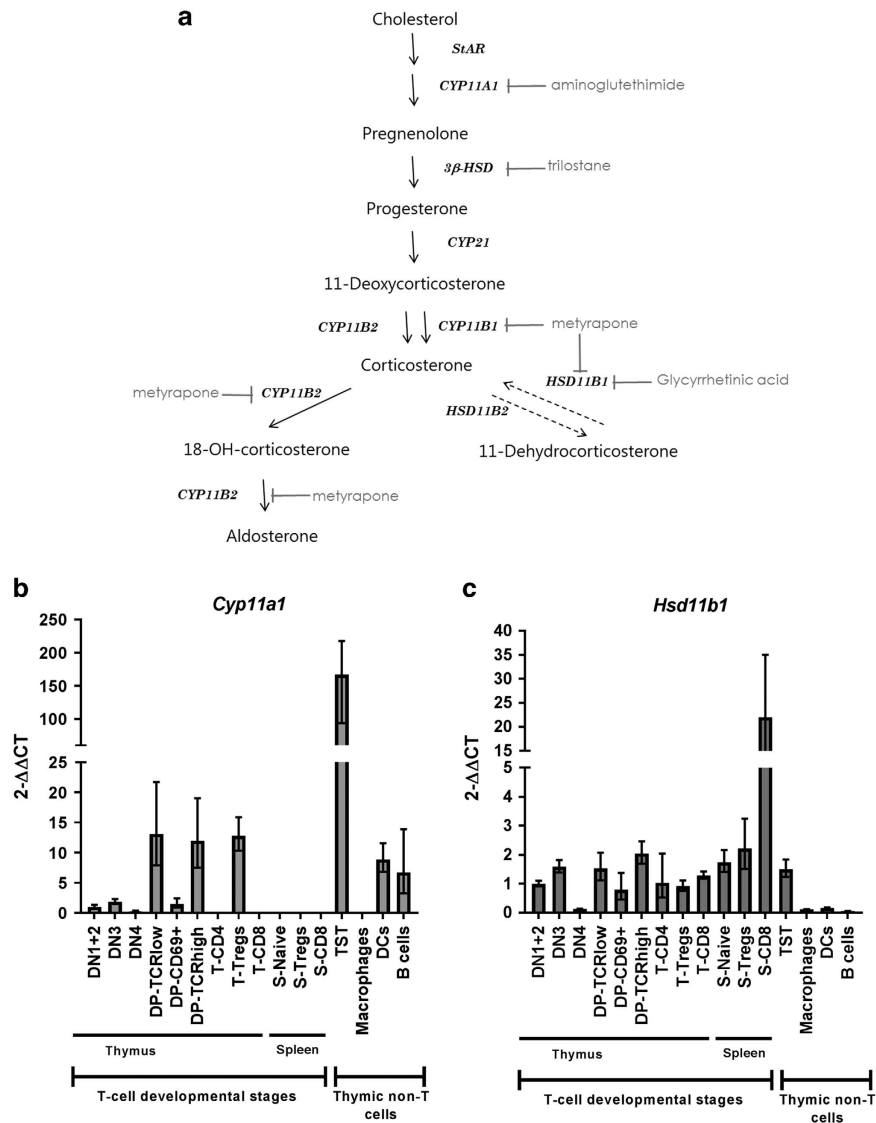 a
Cholesterol
StAR
CYP11A1 aminoglutethimide
Pregnenolone
3β-HSD trilostane
Progesterone
CYP21
11-Deoxycorticosterone
CYP11B2 CYP11B1 metyrapone
Corticosterone
metyrapone CYP11B2 HSD11B1 Glycyrrhetinic acid
HSD11B2
18-OH-corticosterone 11-Dehydrocorticosterone
CYP11B2 metyrapone
Aldosterone
b
Cyp11a1
2-ΔΔCT
250
200
150
100
25
20
15
10
5
0
DN1+2
DN3
DN4
DP-TCRlow
DP-CD69+
DP-TCRhigh
T-CD4
T-Tregs
T-CD8
S-Naive
S-Tregs
S-CD8
TST
Macrophages
DCs
B cells
Thymus Spleen
T-cell developmental stages
Thymic non-T
cells
c
Hsd11b1
2-ΔΔCT
40
35
30
25
20
15
5
4
3
2
1
0
DN1+2
DN3
DN4
DP-TCRlow
DP-CD69+
DP-TCRhigh
T-CD4
T-Tregs
T-CD8
S-Naive
S-Tregs
S-CD8
TST
Macrophages
DCs
B cells
Thymus Spleen
T-cell developmental stages
Thymic non-T
cells